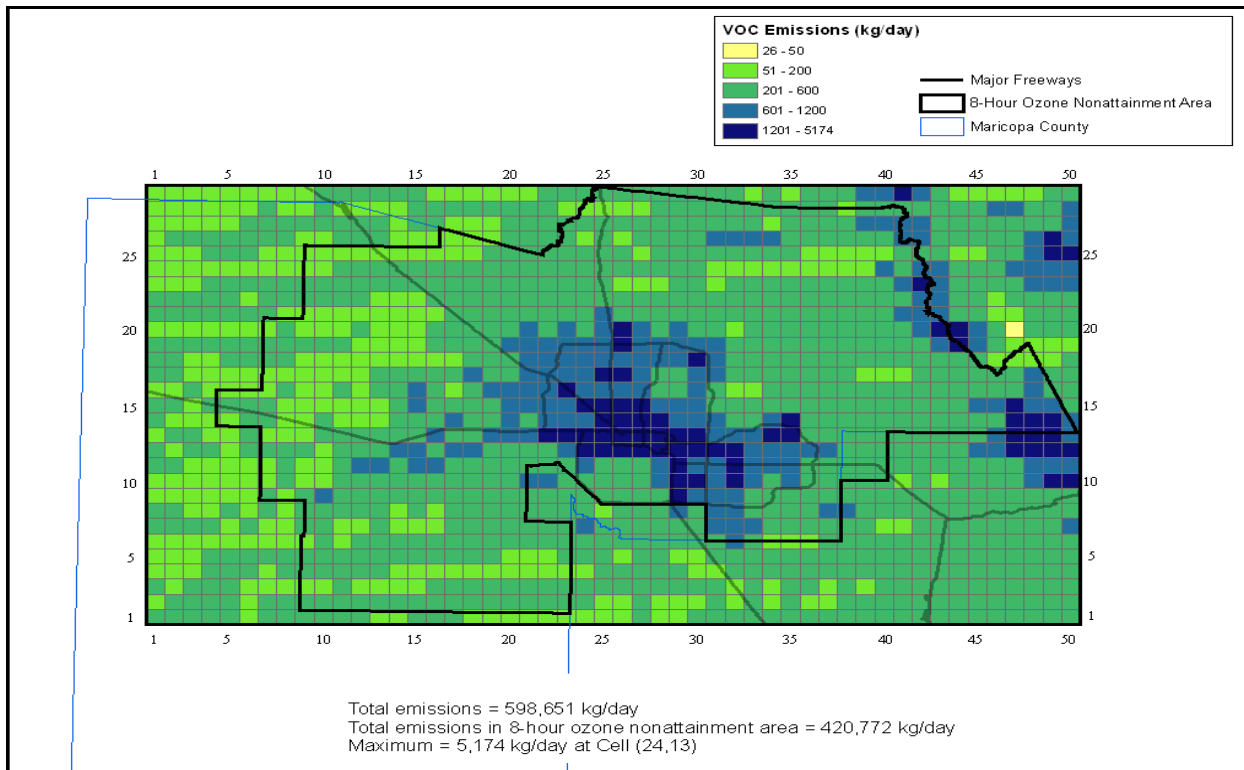 VOC Emissions (kg/day)
26 - 50
51 - 200
201 - 600
601 - 1200
1201 - 5174
Major Freeways
8-Hour Ozone Nonattainment Area
Maricopa County
1 5 10 15 20 25 30 35 40 45 50
25 25
20 20
15 15
10 10
5 5
1 1
1 5 10 15 20 25 30 35 40 45 50
Total emissions = 598,651 kg/day
Total emissions in 8-hour ozone nonattainment area = 420,772 kg/day
Maximum = 5,174 kg/day at Cell (24,13)